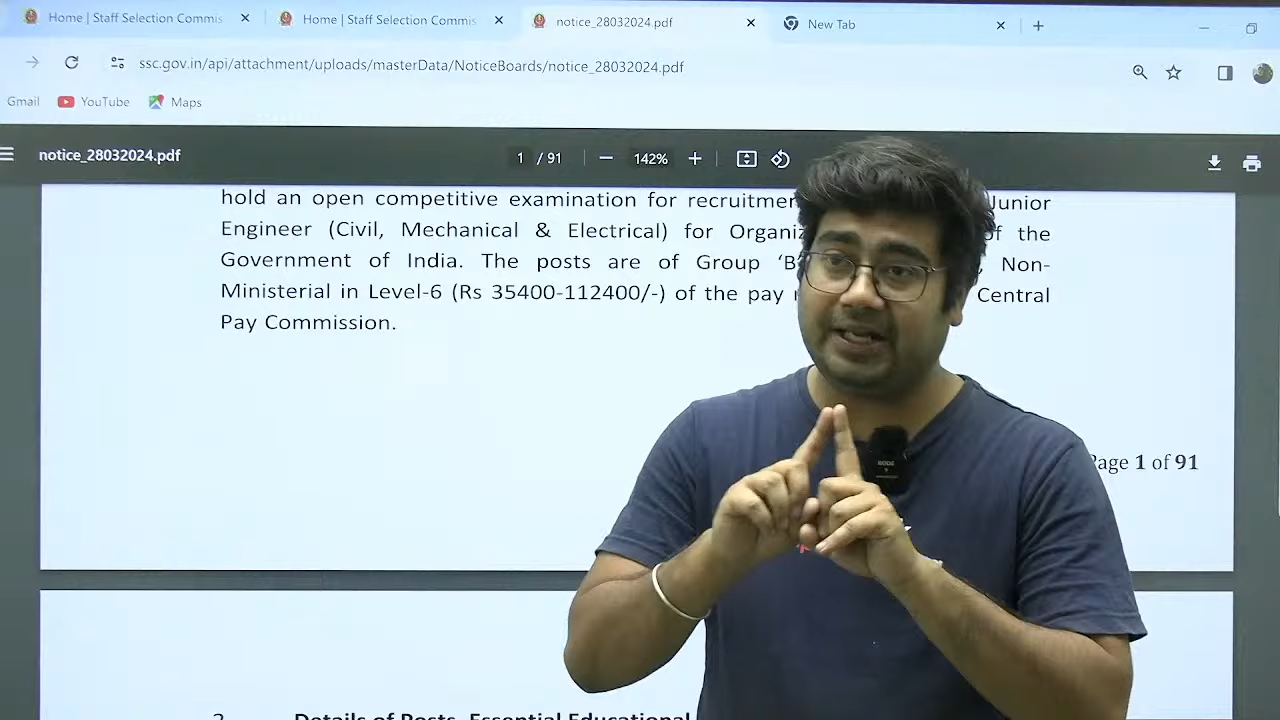 Home | Staff Selection Commis
Home | Staff Selection Commis
notice_28032024.pdf
New Tab
ssc.gov.in/api/attachment/uploads/masterData/NoticeBoards/notice_28032024.pdf
Gmail
YouTube
Maps
notice_28032024.pdf
1 / 91
142%
hold an open competitive examination for Junior
Engineer (Civil, Mechanical & Electrical) for of the
Government of India. The posts are of Group Non-
Ministerial in Level-6 (Rs 35400-112400/-) of the pay Central
Pay Commission.
Page 1 of 91
Details of Posts, Essential Educational